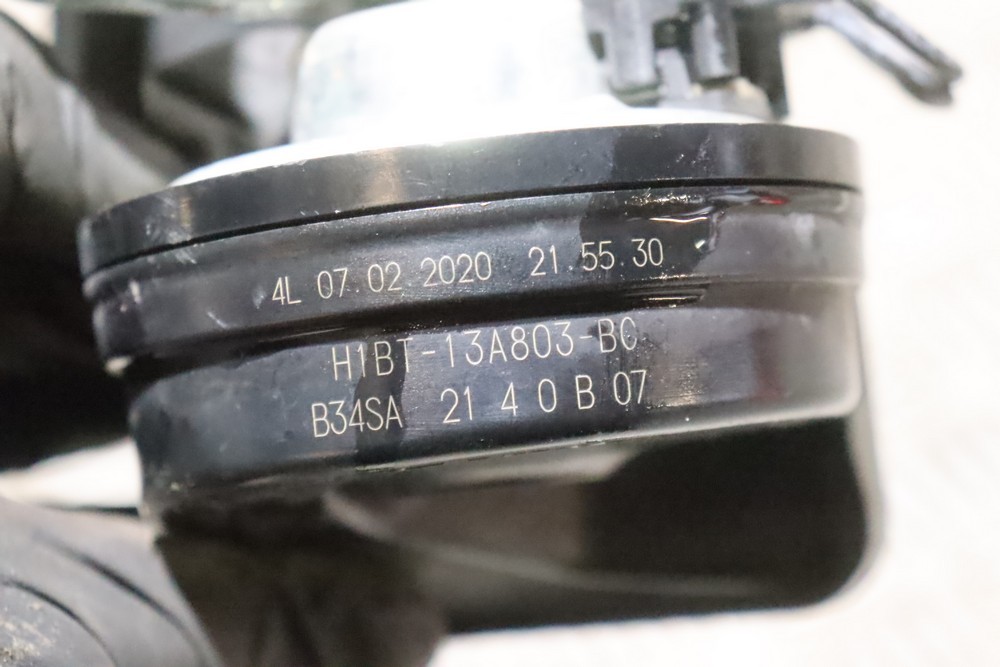 4L 07.02.2020 21.55.30
H1BT-13A803-BC
B34SA 21 4 0 B 07